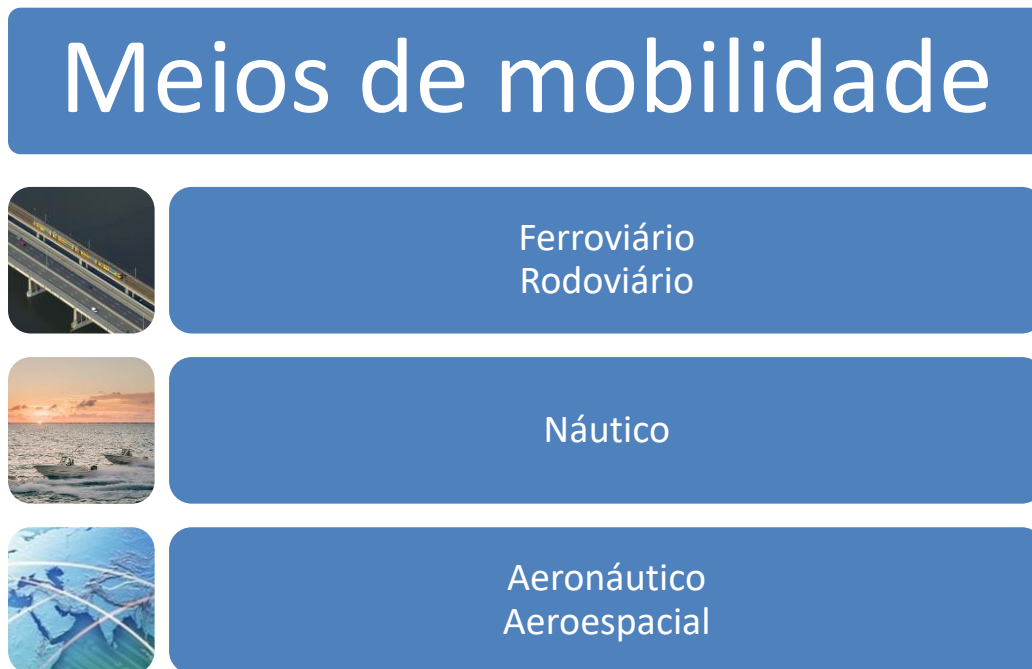 Meios de mobilidade
Ferroviário
Rodoviário
Náutico
Aeronáutico
Aeroespacial